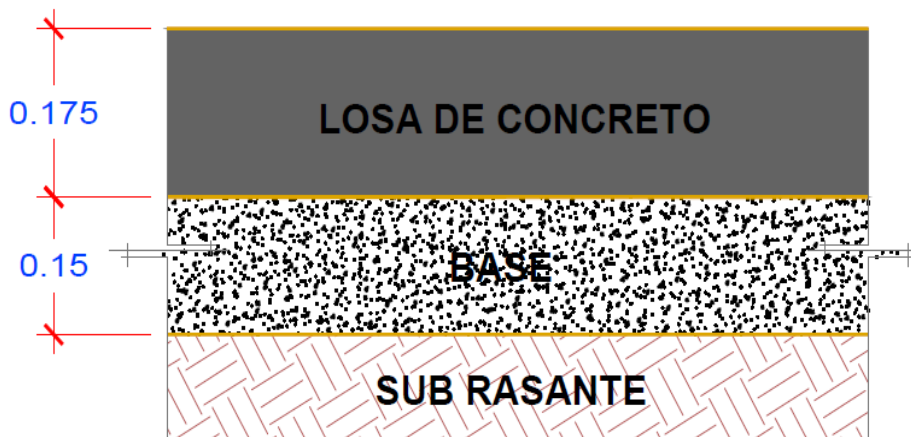 LOSA DE CONCRETO
0.175
BASE
0.15
SUB RASANTE